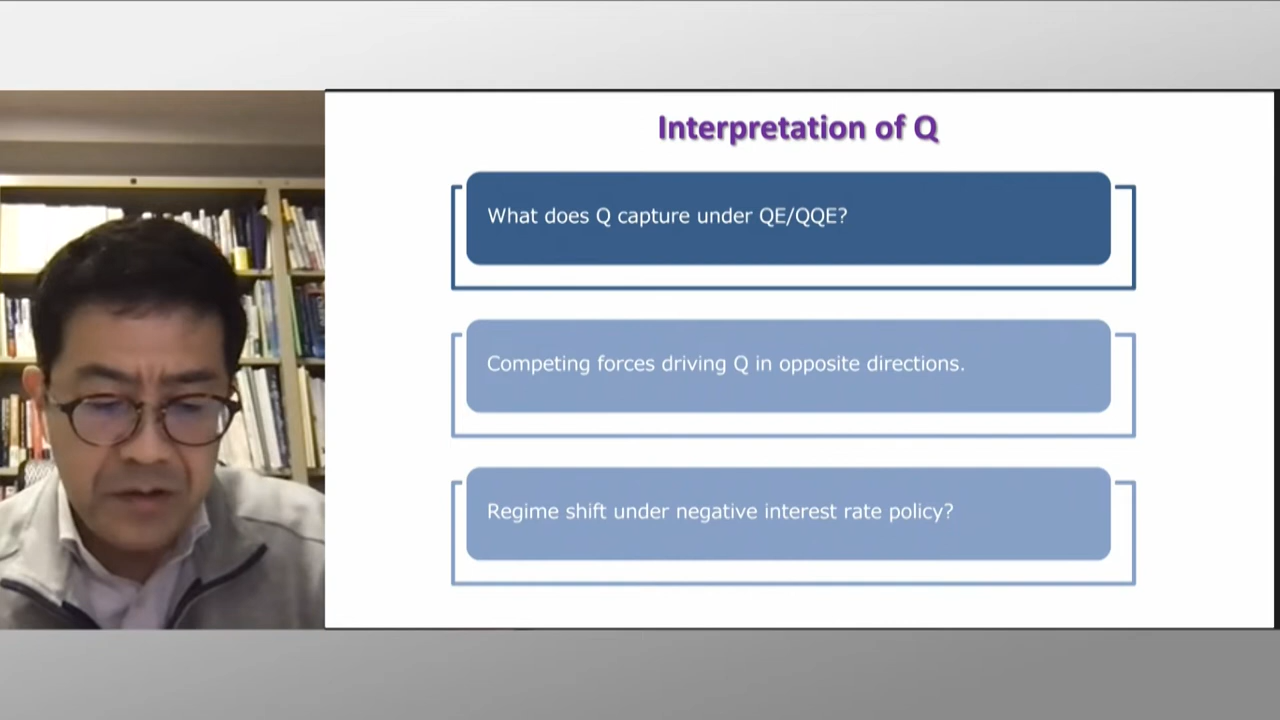 Interpretation of Q
What does Q capture under QE/QQE?
Competing forces driving Q in opposite directions.
Regime shift under negative interest rate policy?